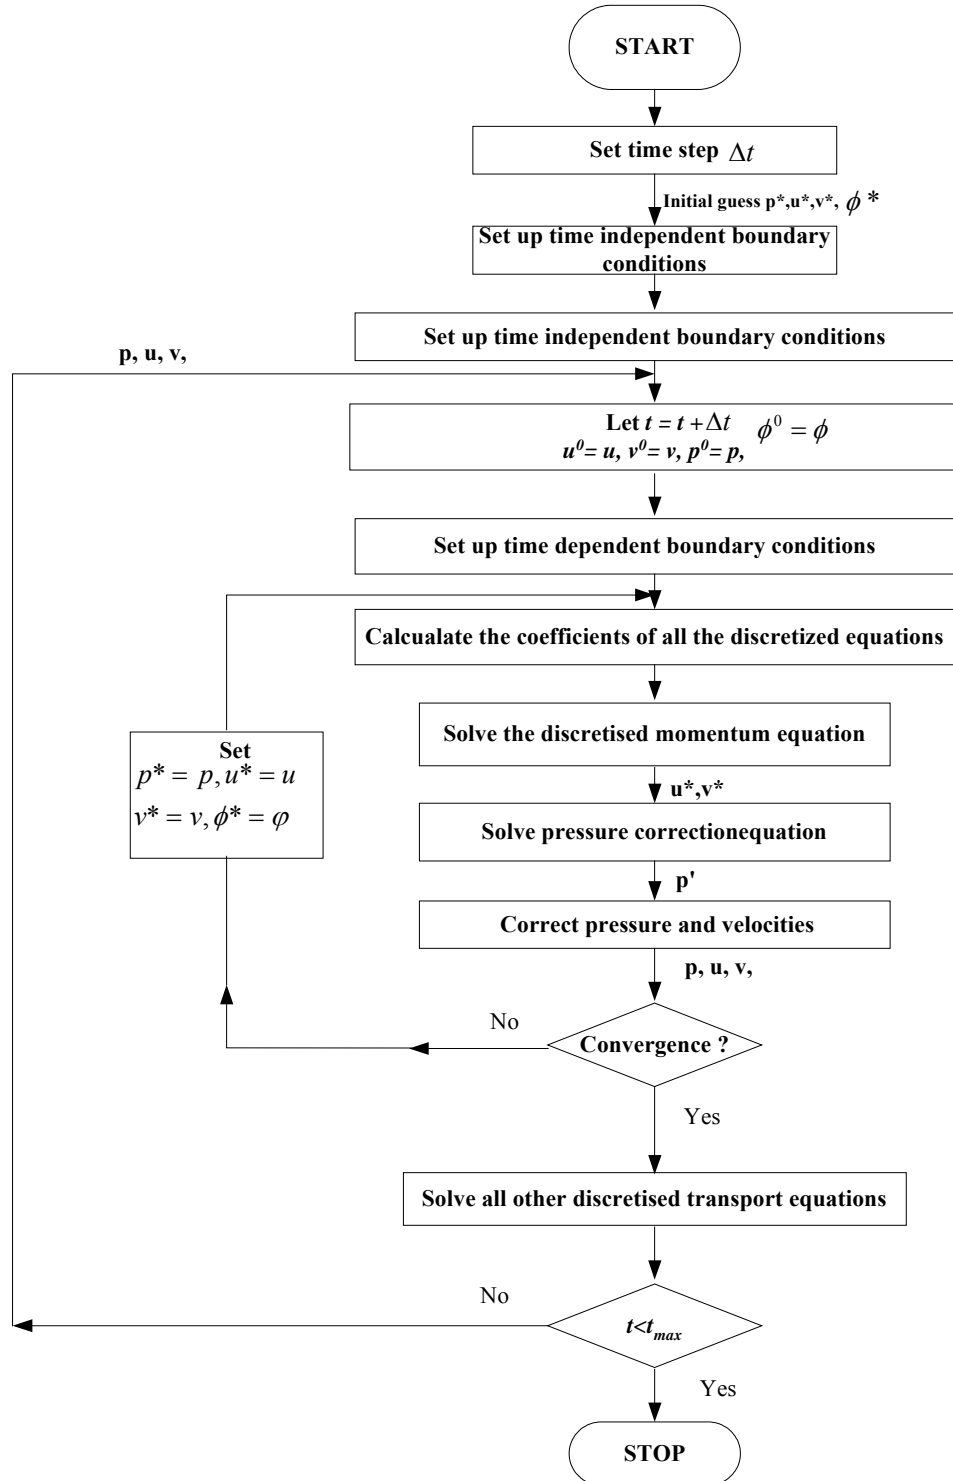 START
Set time step Δt
Initial guess p*,u*,v*, ϕ *
Set up time independent boundary
conditions
Set up time independent boundary conditions
p, u, v,
Let t = t + Δt ϕ⁰ = ϕ
u⁰= u, v⁰= v, p⁰= p,
Set up time dependent boundary conditions
Calcualate the coefficients of all the discretized equations
Solve the discretised momentum equation
Set
p* = p, u* = u
v* = v, ϕ* = φ
u*,v*
Solve pressure correctionequation
p'
Correct pressure and velocities
p, u, v,
No
Convergence ?
Yes
Solve all other discretised transport equations
No
t<tmax
Yes
STOP